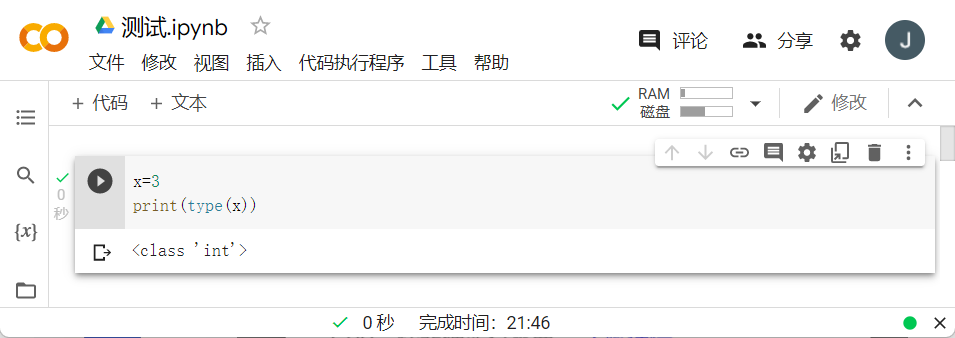 测试.ipynb
评论 分享 J
文件 修改 视图 插入 代码执行程序 工具 帮助
+ 代码 + 文本
RAM
磁盘
修改
x=3
0
秒
print(type(x))
{x}
<class 'int'>
0 秒 完成时间：21:46